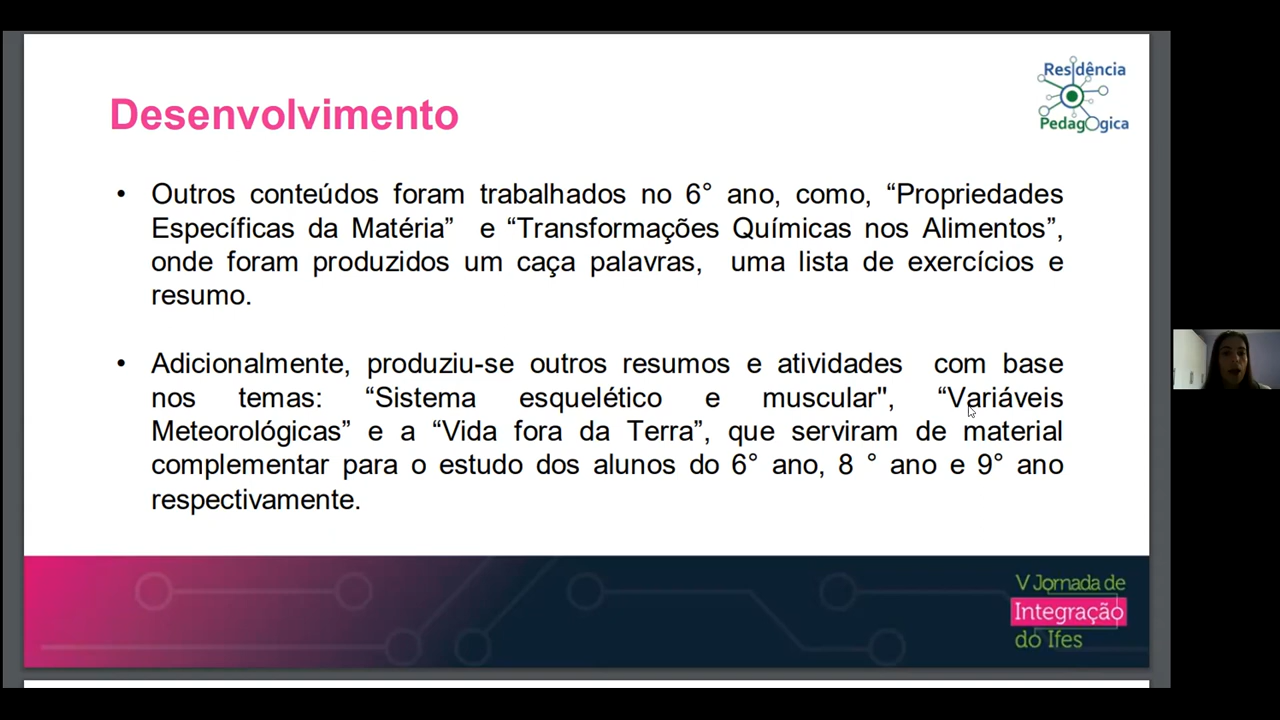 Residência
PedagOgica
Desenvolvimento
• Outros conteúdos foram trabalhados no 6° ano, como, “Propriedades
Específicas da Matéria” e “Transformações Químicas nos Alimentos”,
onde foram produzidos um caça palavras, uma lista de exercícios e
resumo.
• Adicionalmente, produziu-se outros resumos e atividades com base
nos temas: “Sistema esquelético e muscular", “Variáveis
Meteorológicas” e a “Vida fora da Terra”, que serviram de material
complementar para o estudo dos alunos do 6° ano, 8 ° ano e 9° ano
respectivamente.
V Jornada de
Integração
do Ifes